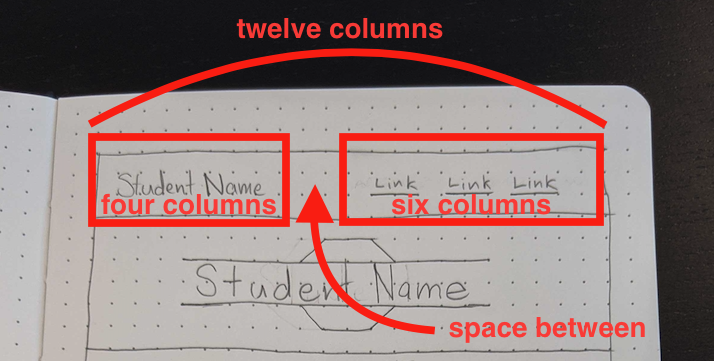 twelve columns
Student Name Link Link Link
four columns six columns
Student Name
space between